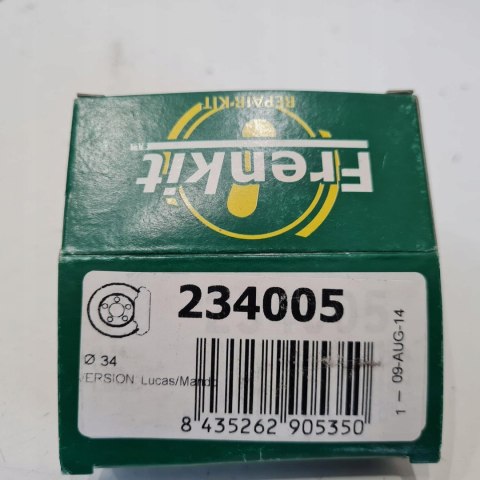 REPAIR·KIT
Frenkit
234005
Ø 34
VERSION: Lucas/Mando
8 435262 905350
1 - 09-AUG-14